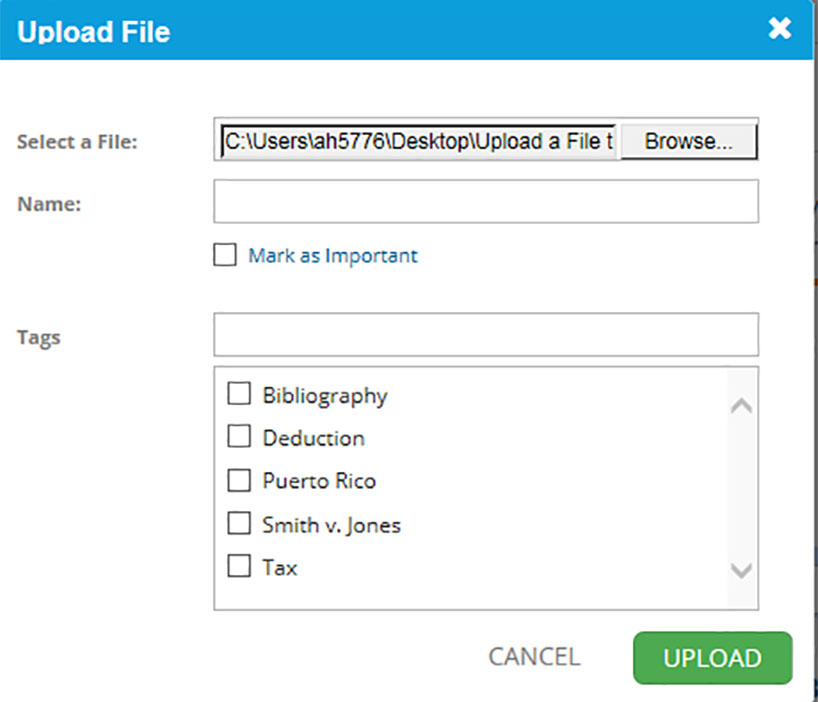 Upload File
Select a File: C:\Users\ah5776\Desktop\Upload a File t Browse...
Name:
Mark as Important
Tags
Bibliography
Deduction
Puerto Rico
Smith v. Jones
Tax
CANCEL UPLOAD